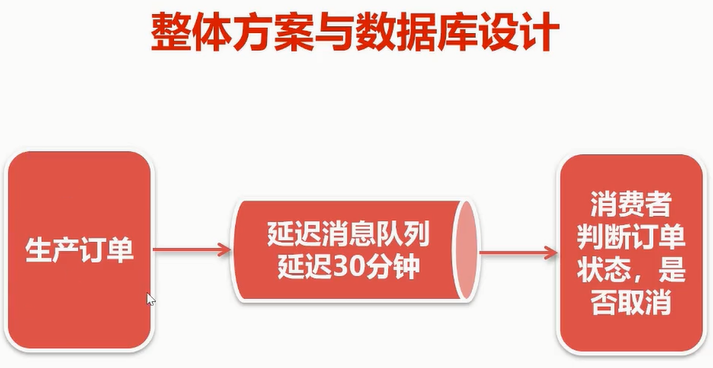 整体方案与数据库设计
生产订单
延迟消息队列
延迟30分钟
消费者
判断订单
状态，是
否取消